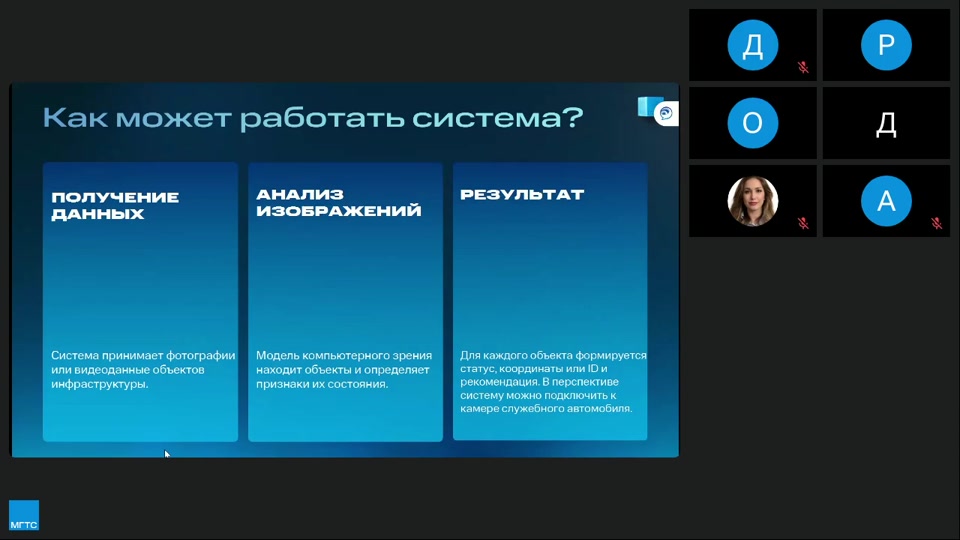 Как может работать система?
ПОЛУЧЕНИЕ
ДАННЫХ
Система принимает фотографии
или видеоданные объектов
инфраструктуры.
АНАЛИЗ
ИЗОБРАЖЕНИЙ
Модель компьютерного зрения
находит объекты и определяет
признаки их состояния.
РЕЗУЛЬТАТ
Для каждого объекта формируется
статус, координаты или ID и
рекомендация. В перспективе
систему можно подключить к
камере служебного автомобиля.
Д
Р
О
Д
А
МГТС